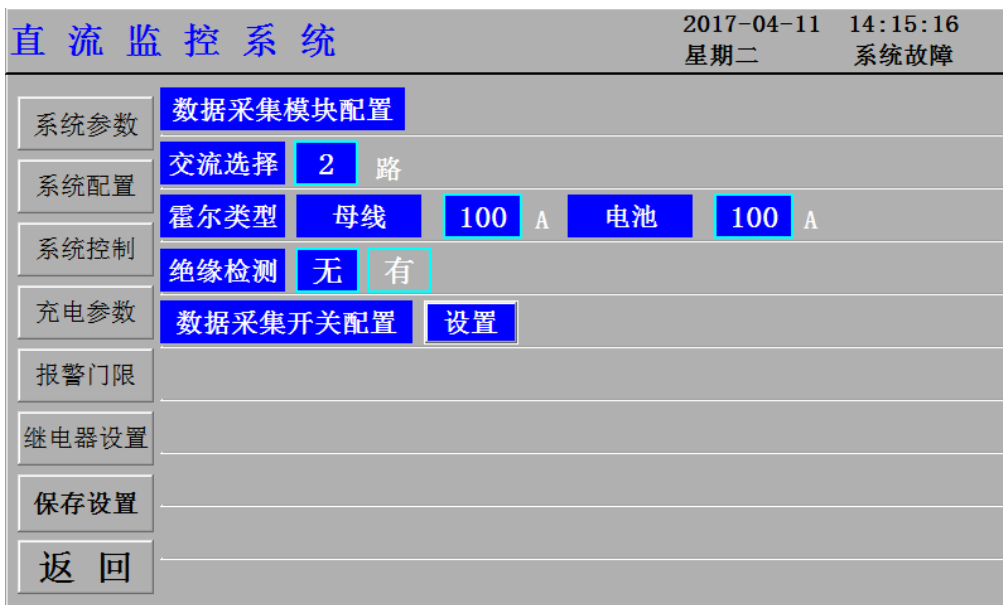 直流监控系统
2017-04-11 14:15:16
星期二 系统故障
系统参数
系统配置
系统控制
充电参数
报警门限
继电器设置
保存设置
返回
数据采集模块配置
交流选择 2 路
霍尔类型 母线 100 A 电池 100 A
绝缘检测 无 有
数据采集开关配置 设置